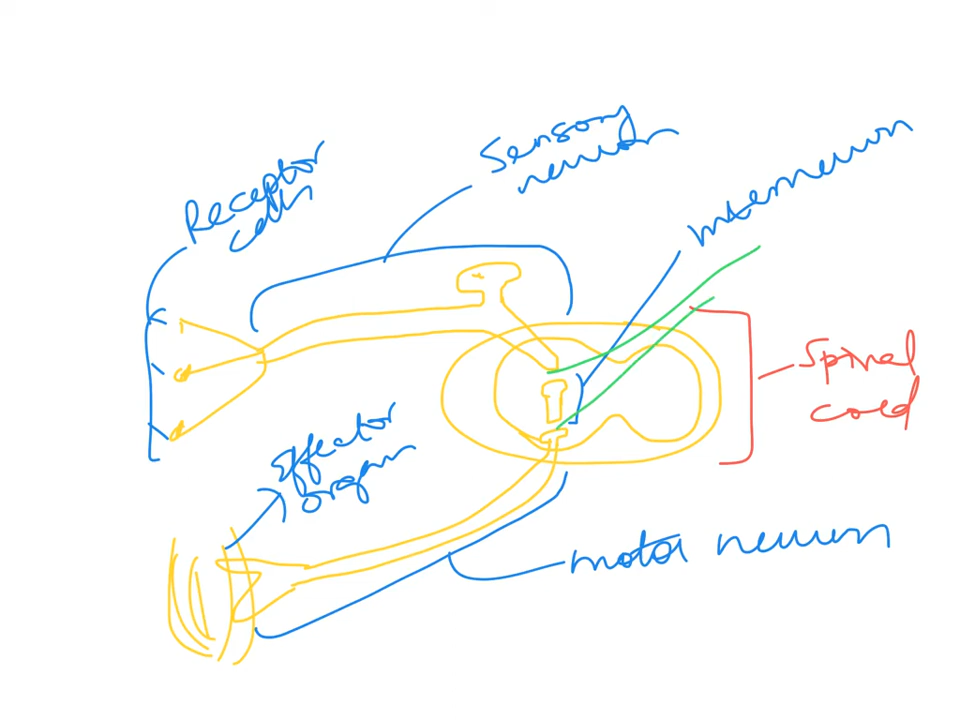 Sensory
neuron
Receptor
cells
interneuron
Spinal
cord
Effector
organ
motor neuron